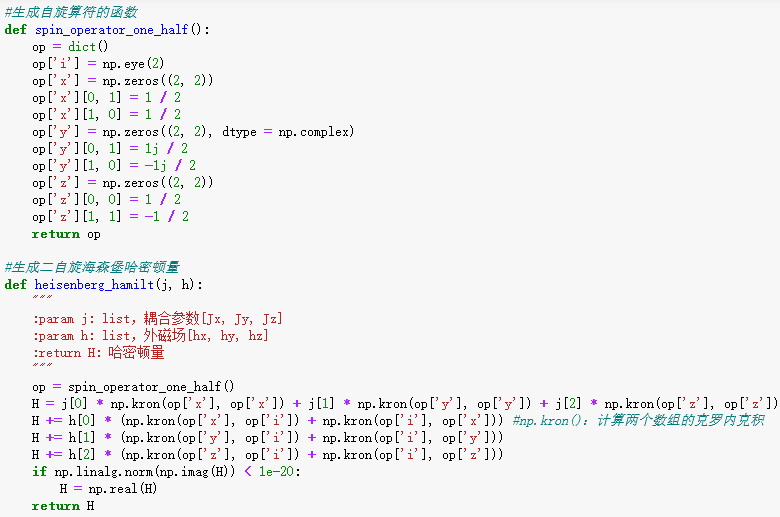 #生成自旋算符的函数
def spin_operator_one_half():
    op = dict()
    op['i'] = np.eye(2)
    op['x'] = np.zeros((2, 2))
    op['x'][0, 1] = 1 / 2
    op['x'][1, 0] = 1 / 2
    op['y'] = np.zeros((2, 2), dtype = np.complex)
    op['y'][0, 1] = 1j / 2
    op['y'][1, 0] = -1j / 2
    op['z'] = np.zeros((2, 2))
    op['z'][0, 0] = 1 / 2
    op['z'][1, 1] = -1 / 2
    return op
#生成二自旋海森堡哈密顿量
def heisenberg_hamilt(j, h):
    """
    :param j: list，耦合参数[Jx, Jy, Jz]
    :param h: list，外磁场[hx, hy, hz]
    :return H: 哈密顿量
    """
    op = spin_operator_one_half()
    H = j[0] * np.kron(op['x'], op['x']) + j[1] * np.kron(op['y'], op['y']) + j[2] * np.kron(op['z'], op['z'])
    H += h[0] * (np.kron(op['x'], op['i']) + np.kron(op['i'], op['x'])) #np.kron()：计算两个数组的克罗内克积
    H += h[1] * (np.kron(op['y'], op['i']) + np.kron(op['i'], op['y']))
    H += h[2] * (np.kron(op['z'], op['i']) + np.kron(op['i'], op['z']))
    if np.linalg.norm(np.imag(H)) < 1e-20:
        H = np.real(H)
    return H